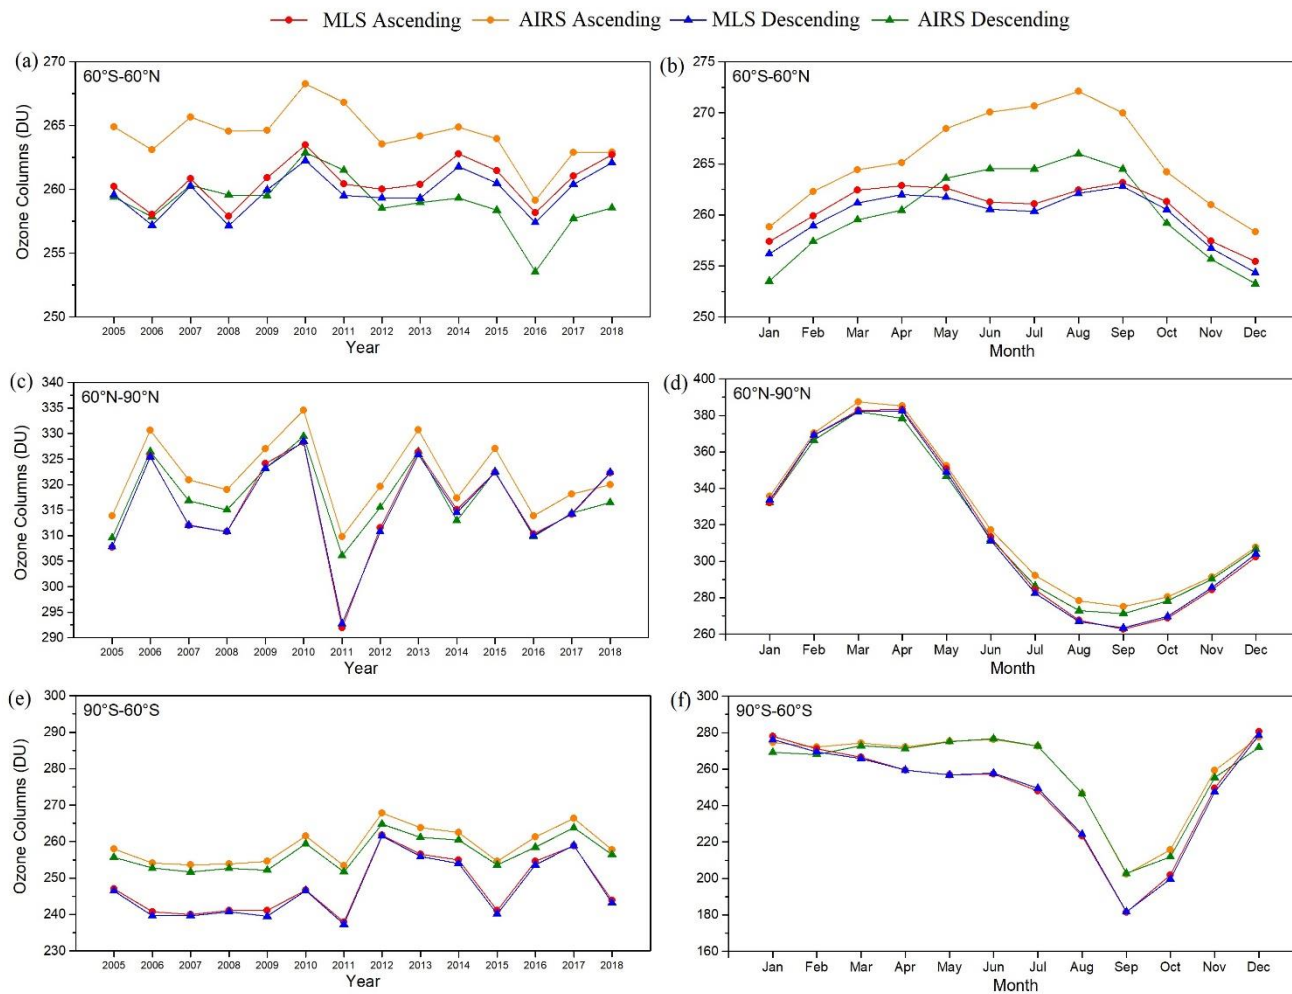 MLS Ascending AIRS Ascending MLS Descending AIRS Descending
(a)
60°S-60°N
Ozone Columns (DU)
270
265
260
255
250
2005 2006 2007 2008 2009 2010 2011 2012 2013 2014 2015 2016 2017 2018
Year
(b)
60°S-60°N
275
270
265
260
255
250
Jan Feb Mar Apr May Jun Jul Aug Sep Oct Nov Dec
Month
(c)
60°N-90°N
Ozone Columns (DU)
340
335
330
325
320
315
310
305
300
295
290
2005 2006 2007 2008 2009 2010 2011 2012 2013 2014 2015 2016 2017 2018
Year
(d)
60°N-90°N
400
380
360
340
320
300
280
260
Jan Feb Mar Apr May Jun Jul Aug Sep Oct Nov Dec
Month
(e)
90°S-60°S
Ozone Columns (DU)
300
290
280
270
260
250
240
230
2005 2006 2007 2008 2009 2010 2011 2012 2013 2014 2015 2016 2017 2018
Year
(f)
90°S-60°S
300
280
260
240
220
200
180
160
Jan Feb Mar Apr May Jun Jul Aug Sep Oct Nov Dec
Month